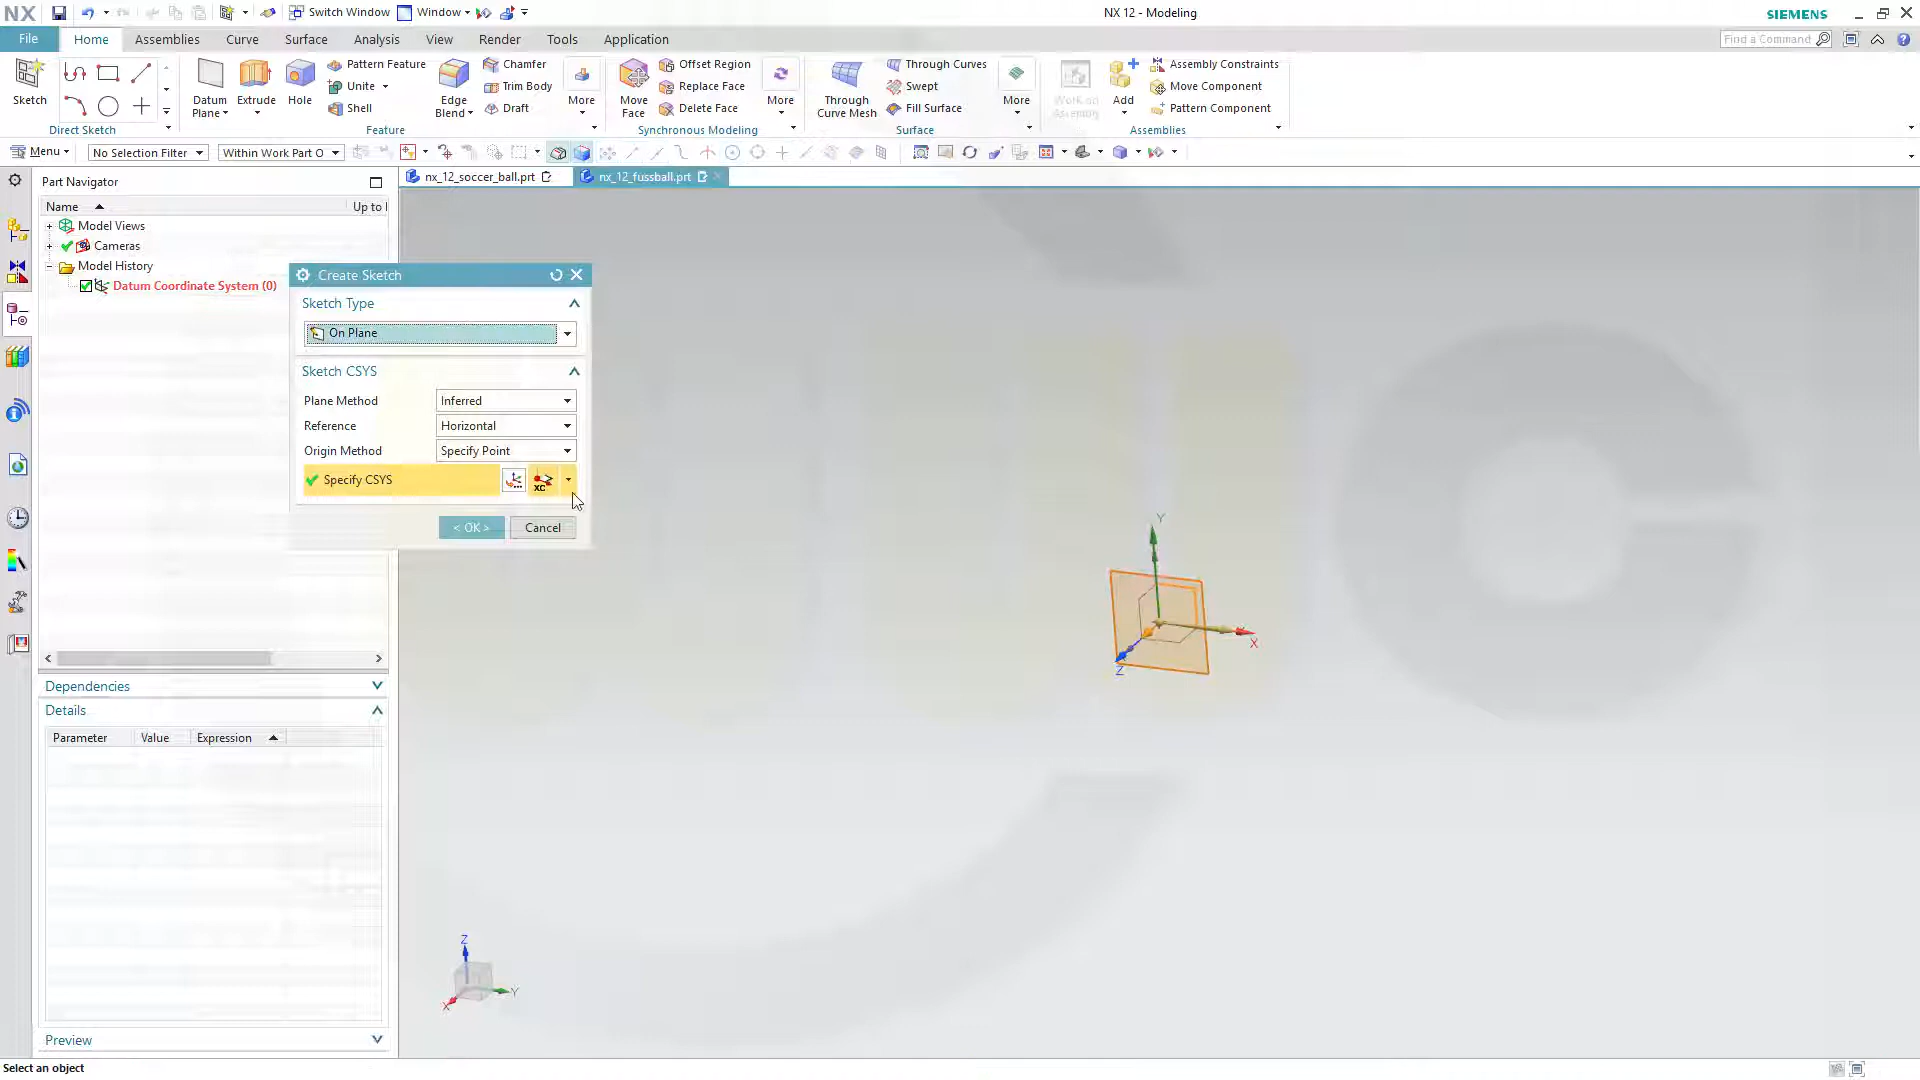 NX
Switch Window
Window
NX 12 - Modeling
SIEMENS
File
Home
Assemblies
Curve
Surface
Analysis
View
Render
Tools
Application
Find a Command
Sketch
Direct Sketch
Datum
Plane
Extrude
Hole
Pattern Feature
Unite
Shell
Edge
Blend
Chamfer
Trim Body
Draft
More
Feature
Move
Face
Offset Region
Replace Face
Delete Face
More
Synchronous Modeling
Through
Curve Mesh
Through Curves
Swept
Fill Surface
More
Surface
Work on
Assembly
Add
Assembly Constraints
Move Component
Pattern Component
Assemblies
Menu
No Selection Filter
Within Work Part O
Part Navigator
nx_12_soccer_ball.prt
nx_12_fussball.prt
Name
Up to
Model Views
Cameras
Model History
Datum Coordinate System (0)
Create Sketch
Sketch Type
On Plane
Sketch CSYS
Plane Method
Inferred
Reference
Horizontal
Origin Method
Specify Point
Specify CSYS
XC
< OK >
Cancel
Y
X
Z
Dependencies
Details
Parameter
Value
Expression
Z
Y
X
Preview
Select an object